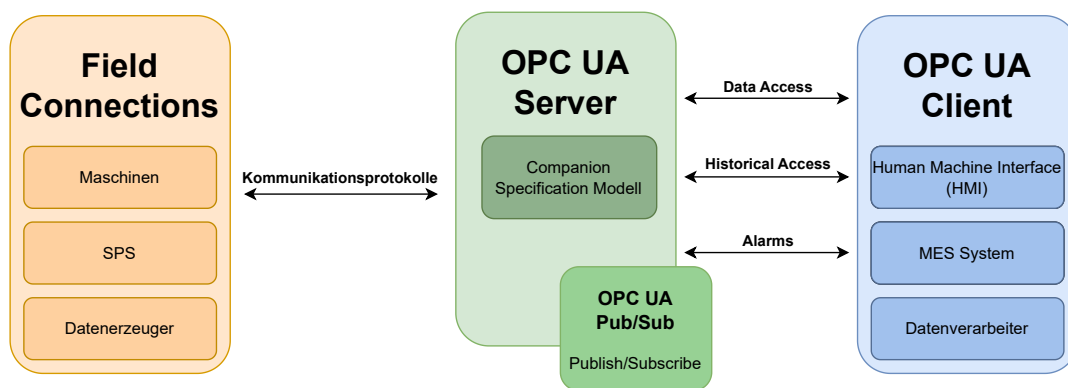 Field
Connections
Maschinen
SPS
Datenerzeuger
Kommunikationsprotokolle
OPC UA
Server
Companion
Specification Modell
OPC UA
Pub/Sub
Publish/Subscribe
Data Access
Historical Access
Alarms
OPC UA
Client
Human Machine Interface
(HMI)
MES System
Datenverarbeiter